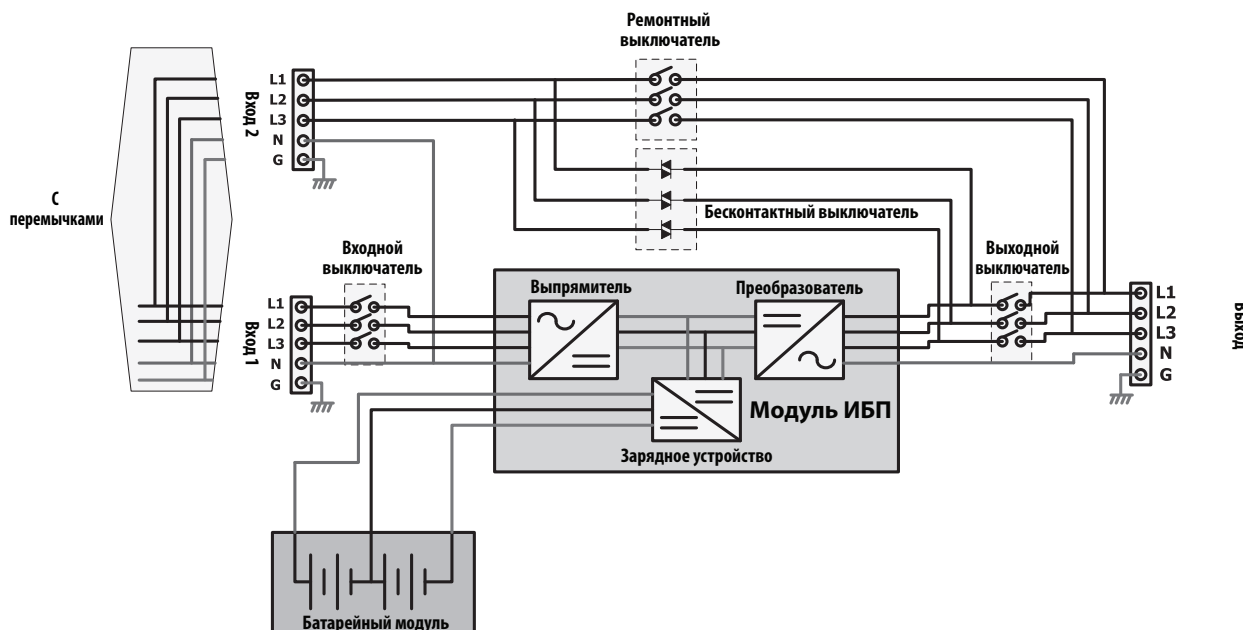 Ремонтный
выключатель
L1
L2
L3
N
G
Вход 2
С
перемычками
Бесконтактный выключатель
Входной
выключатель
Выходной
выключатель
Выпрямитель
Преобразователь
L1
L2
L3
N
G
Вход 1
L1
L2
L3
N
G
Выход
Модуль ИБП
Зарядное устройство
Батарейный модуль